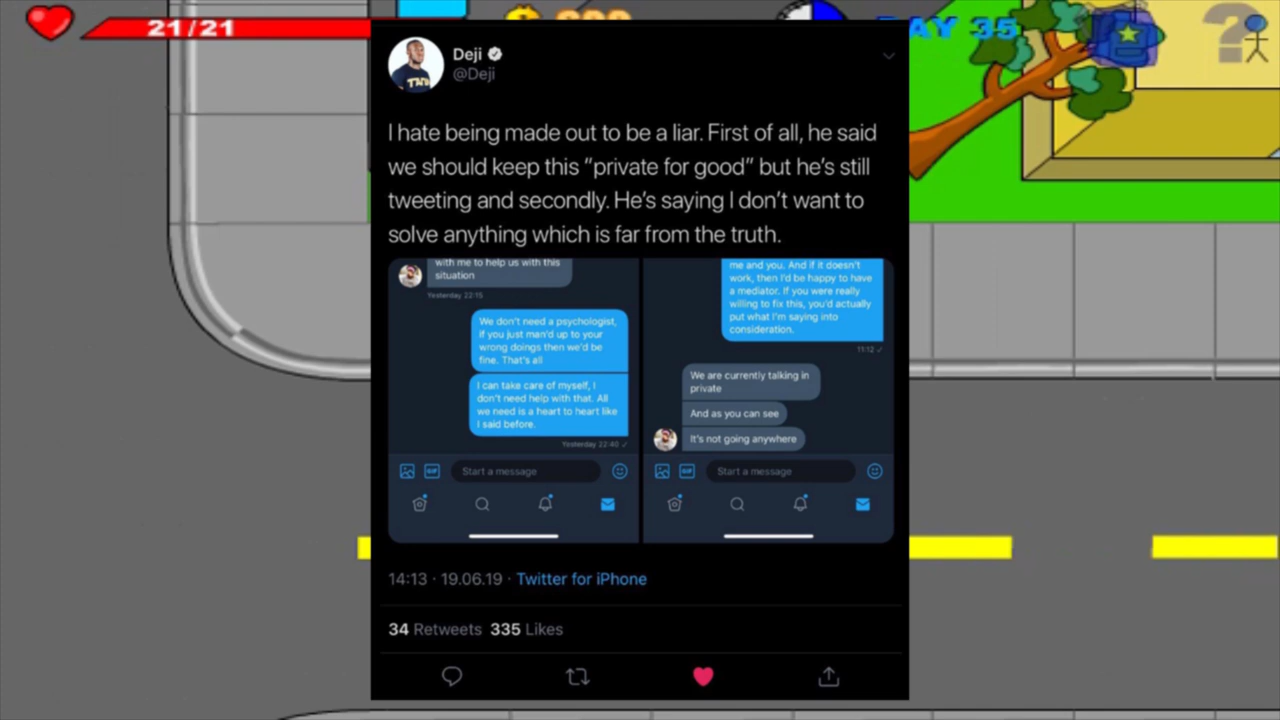 21/21
DAY 35
?
Deji
@Deji
I hate being made out to be a liar. First of all, he said
we should keep this “private for good” but he’s still
tweeting and secondly. He’s saying I don’t want to
solve anything which is far from the truth.
with me to help us with this
situation
Yesterday 22:15
We don't need a psychologist,
if you just man'd up to your
wrong doings then we'd be
fine. That's all
I can take care of myself, I
don't need help with that. All
we need is a heart to heart like
I said before.
Yesterday 22:40 ✓
GIF
Start a message
me and you. And if it doesn't
work, then I'd be happy to have
a mediator. If you were really
willing to fix this, you'd actually
put what I'm saying into
consideration.
11:12 ✓
We are currently talking in
private
And as you can see
It's not going anywhere
GIF
Start a message
14:13 · 19.06.19 · Twitter for iPhone
34 Retweets 335 Likes